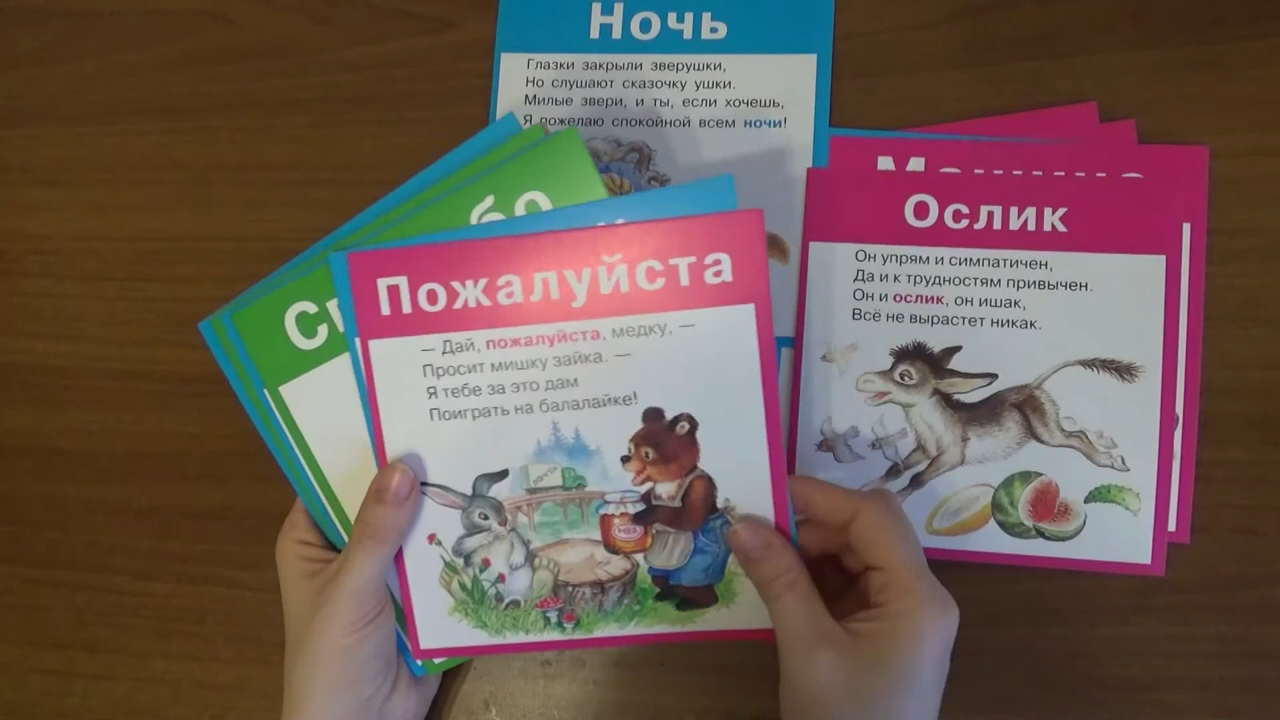 Ночь
Глазки закрыли зверушки,
Но слушают сказочку ушки.
Милые звери, и ты, если хочешь,
Я пожелаю спокойной всем ночи!
Ослик
Он упрям и симпатичен,
Да и к трудностям привычен.
Он и ослик, он ишак,
Всё не вырастет никак.
Пожалуйста
— Дай, пожалуйста, медку, —
Просит мишку зайка. —
Я тебе за это дам
Поиграть на балалайке!
ПОЧТА
МЁД